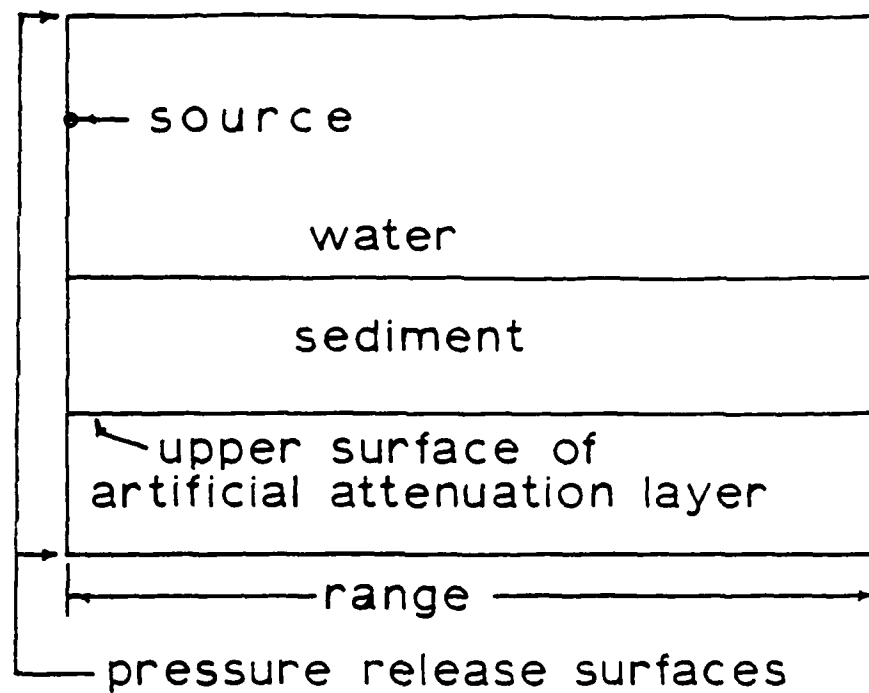 source
water
sediment
upper surface of
artificial attenuation layer
range
pressure release surfaces